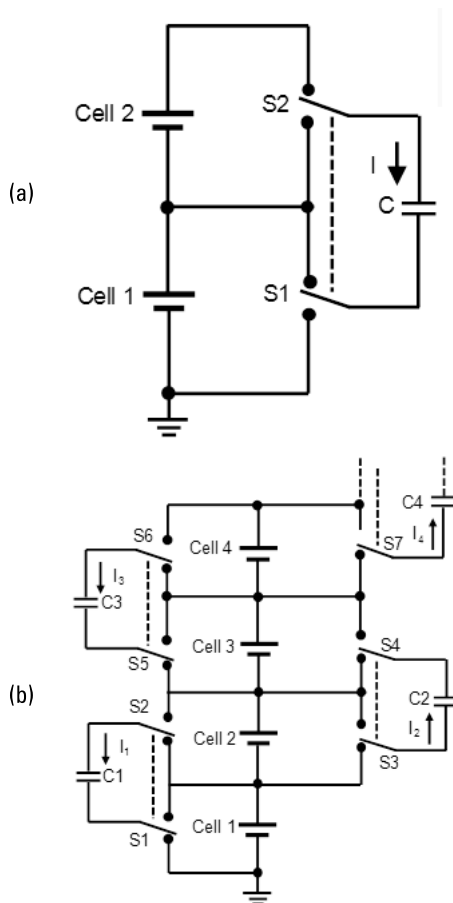 Cell 2
S2
I
C
(a)
Cell 1
S1
C4
S6
I4
Cell 4
S7
I3
C3
S4
Cell 3
S5
C2
S2
I2
Cell 2
I1
C1
S3
Cell 1
S1
(b)